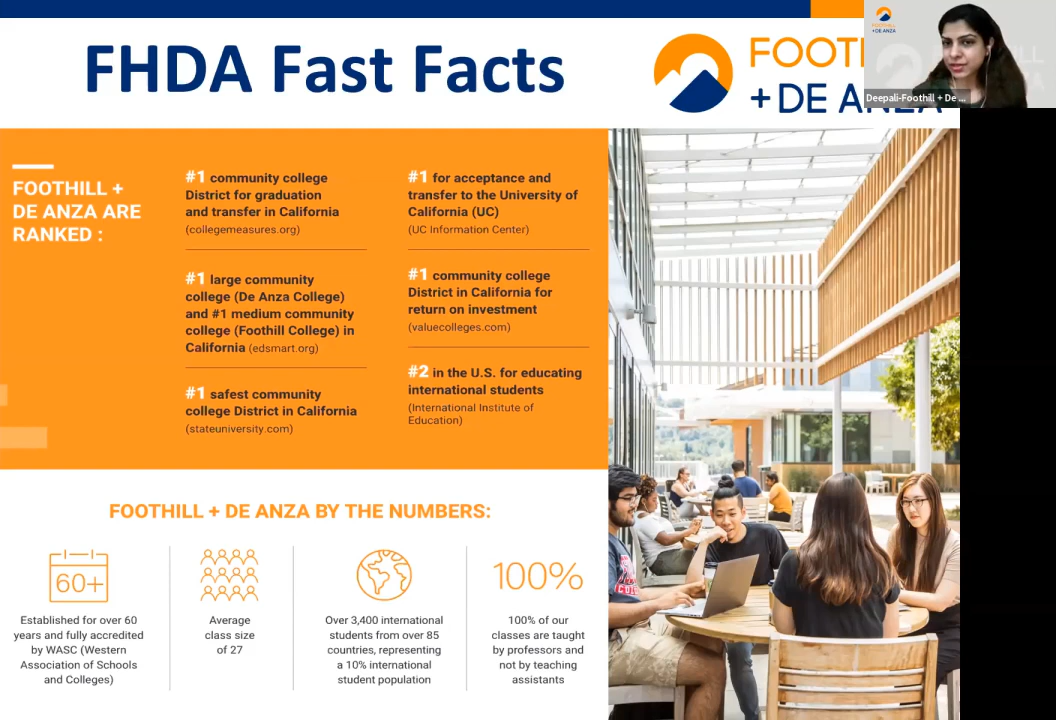 FHDA Fast Facts
FOOTH
+DE ANZA
FOOTHILL
+DE ANZA
Deepali-Foothill + De ...
FOOTHILL +
DE ANZA ARE
RANKED :
#1 community college
District for graduation
and transfer in California
(collegemeasures.org)
#1 large community
college (De Anza College)
and #1 medium community
college (Foothill College) in
California (edsmart.org)
#1 safest community
college District in California
(stateuniversity.com)
#1 for acceptance and
transfer to the University of
California (UC)
(UC Information Center)
#1 community college
District in California for
return on investment
(valuecolleges.com)
#2 in the U.S. for educating
international students
(International Institute of
Education)
FOOTHILL + DE ANZA BY THE NUMBERS:
60+
Established for over 60
years and fully accredited
by WASC (Western
Association of Schools
and Colleges)
Average
class size
of 27
Over 3,400 international
students from over 85
countries, representing
a 10% international
student population
100%
100% of our
classes are taught
by professors and
not by teaching
assistants